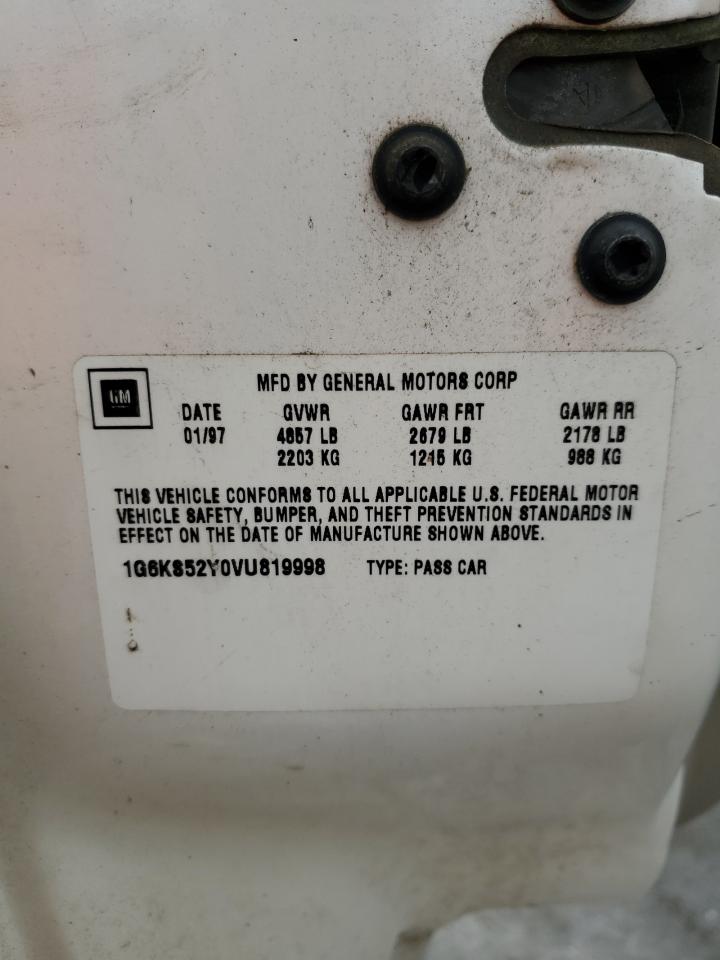 GM
MFD BY GENERAL MOTORS CORP
DATE GVWR GAWR FRT GAWR RR
01/97 4857 LB 2679 LB 2178 LB
2203 KG 1215 KG 988 KG
THIS VEHICLE CONFORMS TO ALL APPLICABLE U.S. FEDERAL MOTOR
VEHICLE SAFETY, BUMPER, AND THEFT PREVENTION STANDARDS IN
EFFECT ON THE DATE OF MANUFACTURE SHOWN ABOVE.
1G6KS52Y0VU819998 TYPE: PASS CAR